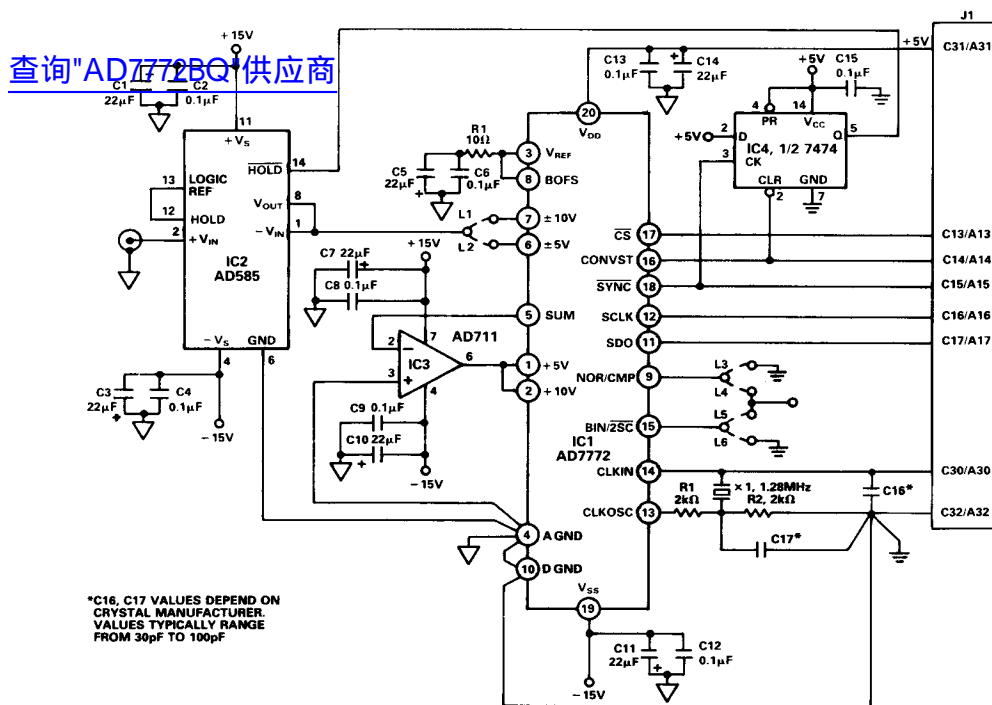 J1
+15V
查询"AD7772BQ"供应商
C1
22µF
C2
0.1µF
11
+VS
14
HOLD
13
LOGIC
REF
12
HOLD
VOUT
8
−VIN
1
2
+VIN
IC2
AD585
−VS
GND
4
6
C3
22µF
+
C4
0.1µF
−15V
R1
10Ω
C5
22µF
+
C6
0.1µF
L1
L2
+15V
C7 22µF
+
C8 0.1µF
AD711
7
2
−
IC3
6
3
+
4
C9 0.1µF
C10 22µF
+
−15V
C13
0.1µF
+
C14
22µF
+5V
20
VDD
3
VREF
8
BOFS
7
±10V
6
±5V
5
SUM
1
+5V
2
+10V
4
A GND
10
D GND
VSS
19
C11
22µF
+
C12
0.1µF
−15V
CS
17
CONVST
16
SYNC
18
SCLK
12
SDO
11
NOR/CMP
9
BIN/2SC
15
IC1
AD7772
CLKIN
14
CLKOSC
13
+5V
C15
0.1µF
4
PR
14
VCC
+5V
2
D
Q
5
IC4, 1/2 7474
3
CK
CLR
GND
2
7
L3
L4
L5
L6
R1
2kΩ
×1, 1.28MHz
R2, 2kΩ
C16*
C17*
C31/A31
C13/A13
C14/A14
C15/A15
C16/A16
C17/A17
C30/A30
C32/A32
*C16, C17 VALUES DEPEND ON
CRYSTAL MANUFACTURER.
VALUES TYPICALLY RANGE
FROM 30pF TO 100pF